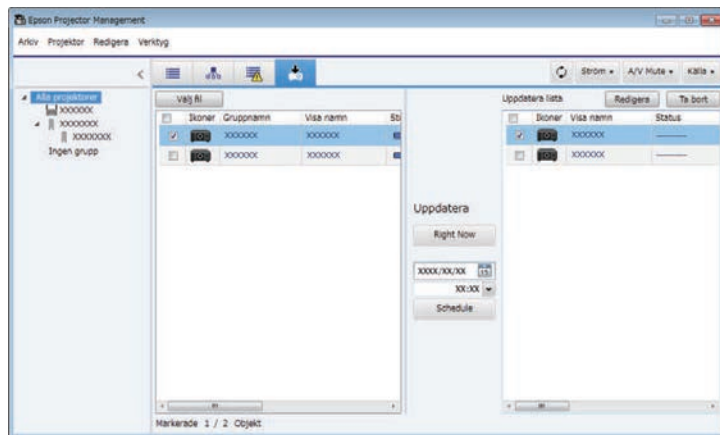 Epson Projector Management
Arkiv Projektor Redigera Verktyg
Ström A/V Mute Källa
Alla projektorer
XXXXXX
XXXXXXX
XXXXXXX
Ingen grupp
Välj fil
Ikoner Gruppnamn Visa namn
XXXXXX XXXXXX
XXXXXX XXXXXX
Markerade 1 / 2 Objekt
Uppdatera
Right Now
XXXX/XX/XX 15
XX:XX
Schedule
Uppdatera lista Redigera Ta bort
Ikoner Visa namn Status
XXXXXX ———
XXXXXX ———